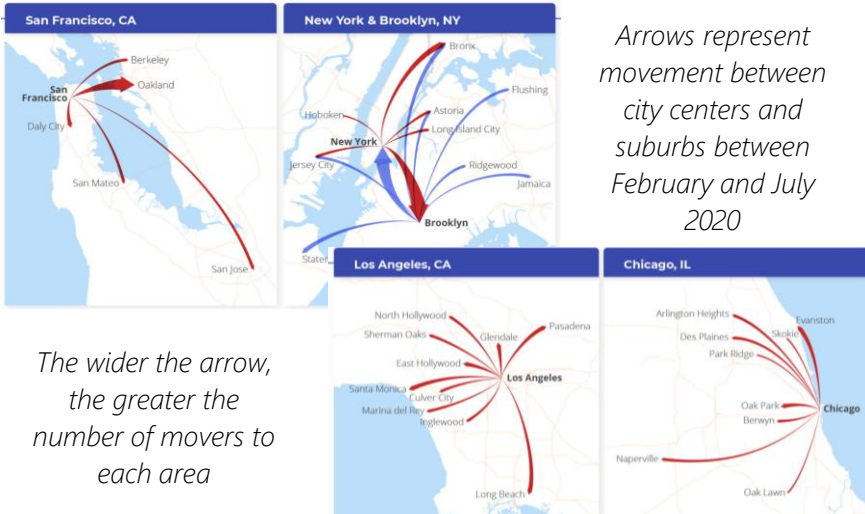 San Francisco, CA
Berkeley
Oakland
San
Francisco
Daly City
San Mateo
San Jose
New York & Brooklyn, NY
Bronx
Flushing
Hoboken
Astoria
Long Island City
New York
Jersey City
Ridgewood
Jamaica
Brooklyn
Stater
Arrows represent
movement between
city centers and
suburbs between
February and July
2020
The wider the arrow,
the greater the
number of movers to
each area
Los Angeles, CA
North Hollywood
Pasadena
Sherman Oaks
Glendale
East Hollywood
Los Angeles
Santa Monica
Culver City
Marina del Rey
Inglewood
Long Beach
Chicago, IL
Arlington Heights
Evanston
Des Plaines
Skokie
Park Ridge
Oak Park
Chicago
Berwyn
Naperville
Oak Lawn